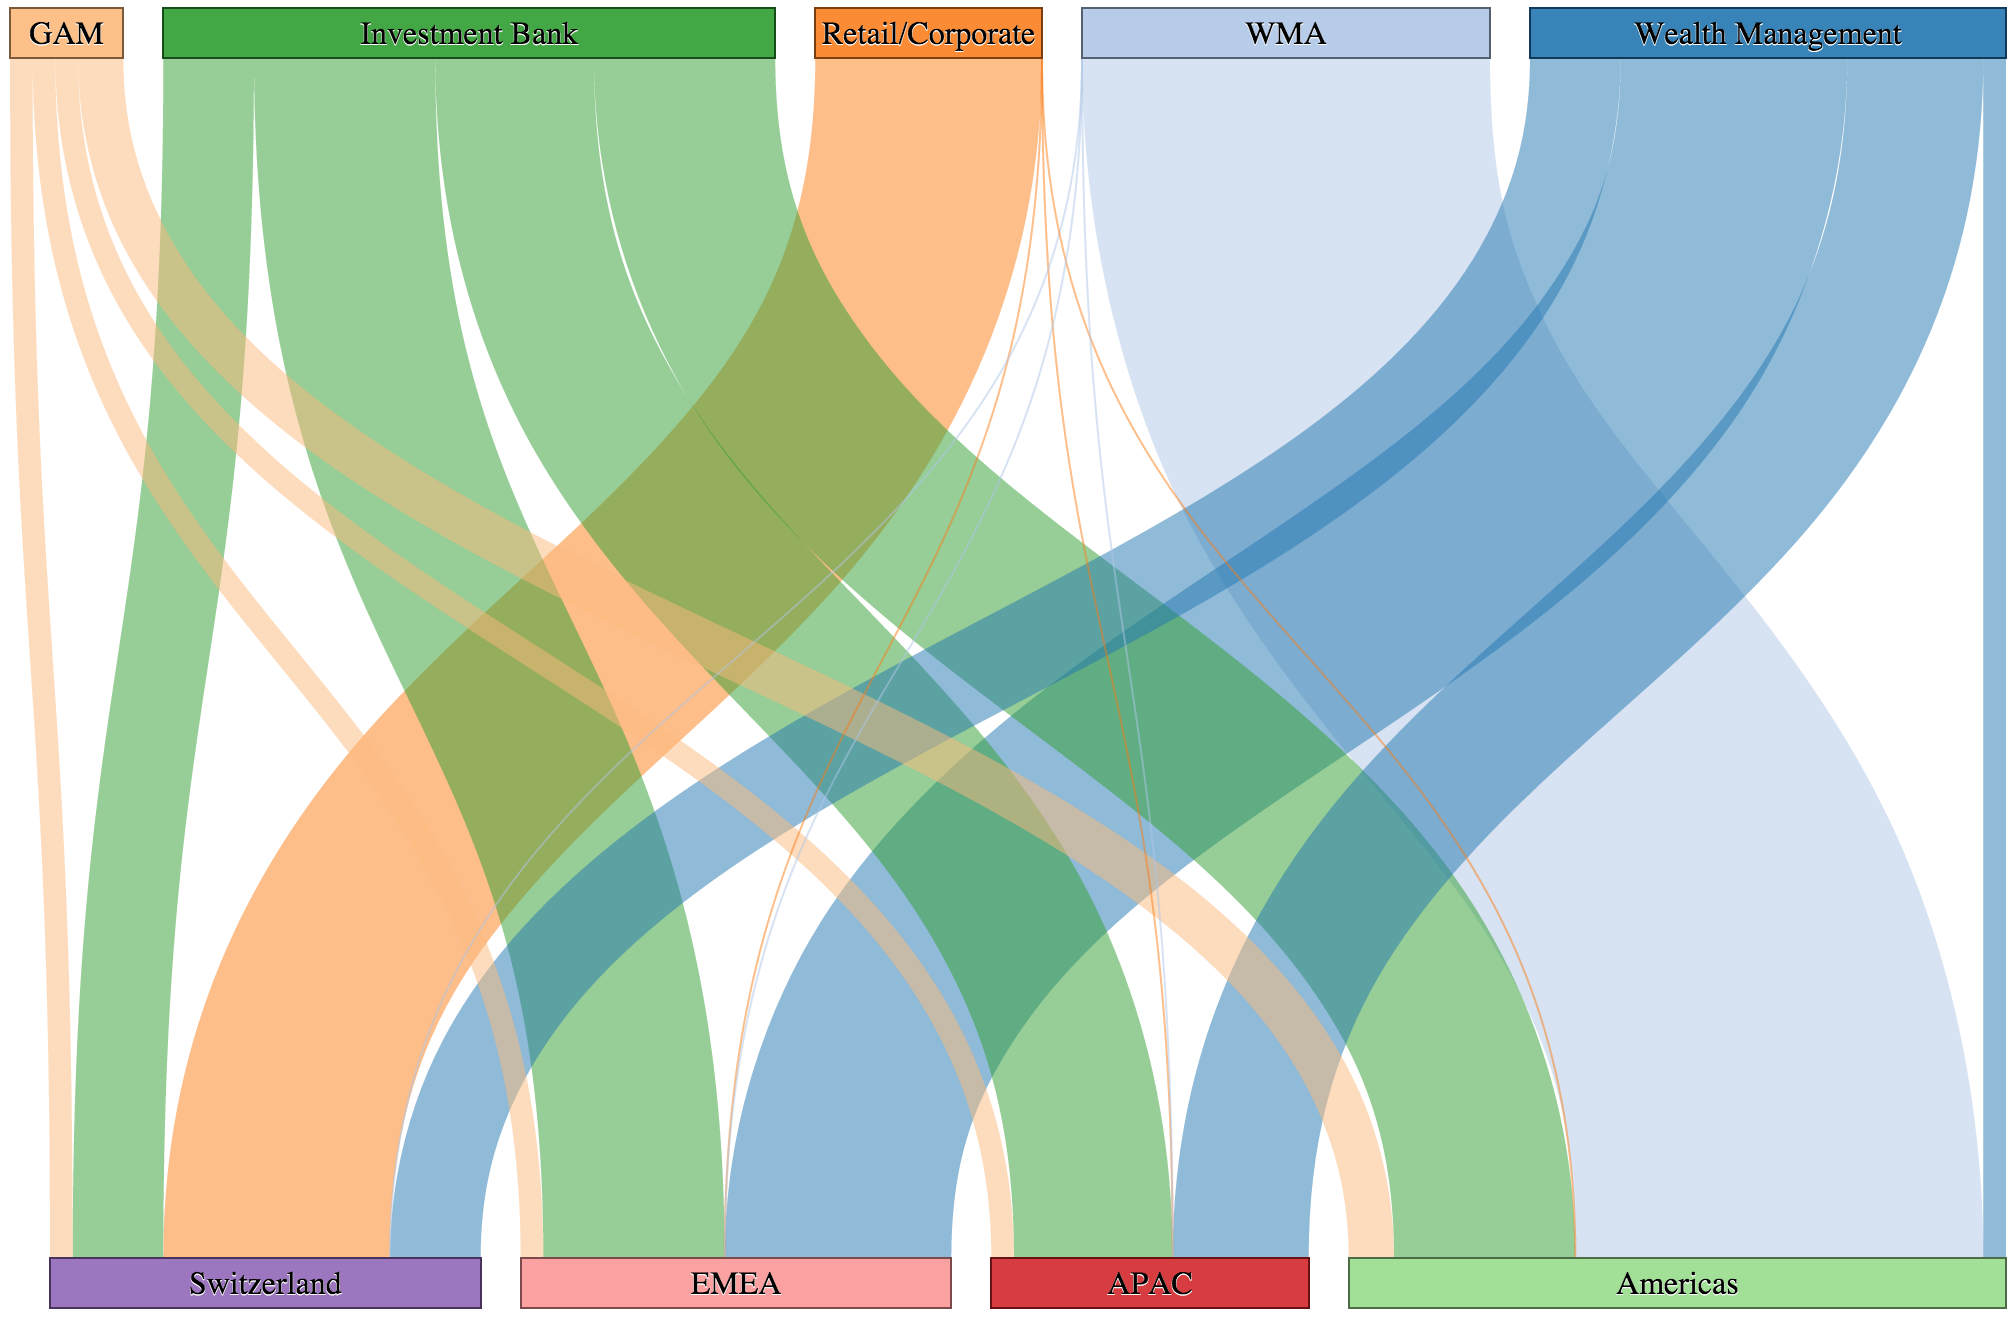 GAM
Investment Bank
Retail/Corporate
WMA
Wealth Management
Switzerland
EMEA
APAC
Americas